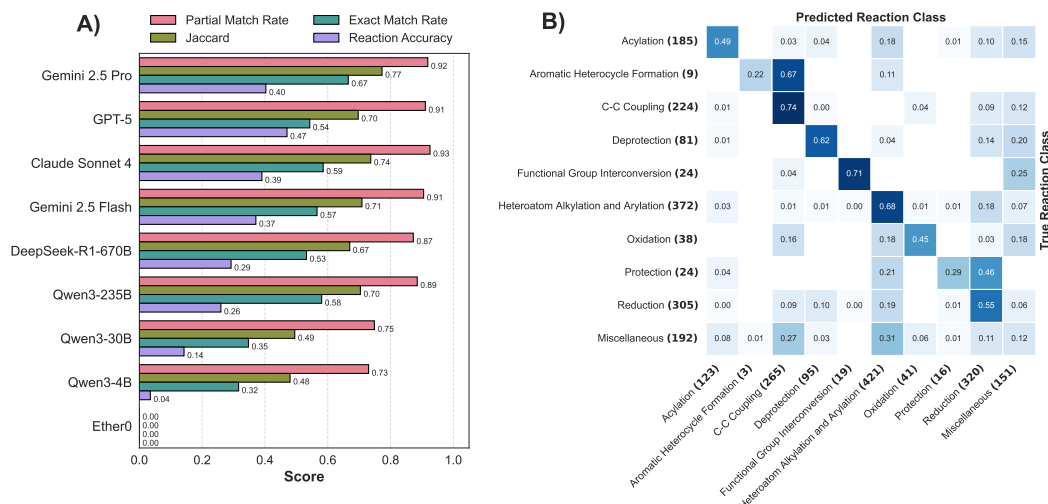 A)
Partial Match Rate
Exact Match Rate
Jaccard
Reaction Accuracy
Gemini 2.5 Pro
0.92
0.77
0.67
0.40
GPT-5
0.91
0.70
0.54
0.47
Claude Sonnet 4
0.93
0.74
0.59
0.39
Gemini 2.5 Flash
0.91
0.71
0.57
0.37
DeepSeek-R1-670B
0.87
0.67
0.53
0.29
Qwen3-235B
0.89
0.70
0.58
0.26
Qwen3-30B
0.75
0.49
0.35
0.14
Qwen3-4B
0.73
0.48
0.32
0.04
Ether0
0.00
0.00
0.00
0.00
0.0 0.2 0.4 0.6 0.8 1.0
Score
B)
Predicted Reaction Class
True Reaction Class
Acylation (185) 0.49 0.03 0.04 0.18 0.01 0.10 0.15
Aromatic Heterocycle Formation (9) 0.22 0.67 0.11
C-C Coupling (224) 0.01 0.74 0.00 0.04 0.09 0.12
Deprotection (81) 0.01 0.62 0.04 0.14 0.20
Functional Group Interconversion (24) 0.04 0.71 0.25
Heteroatom Alkylation and Arylation (372) 0.03 0.01 0.01 0.00 0.68 0.01 0.01 0.18 0.07
Oxidation (38) 0.16 0.18 0.45 0.03 0.18
Protection (24) 0.04 0.21 0.29 0.46
Reduction (305) 0.00 0.09 0.10 0.00 0.19 0.01 0.55 0.06
Miscellaneous (192) 0.08 0.01 0.27 0.03 0.31 0.06 0.01 0.11 0.12
Acylation (123)
Aromatic Heterocycle Formation (3)
C-C Coupling (265)
Deprotection (95)
Functional Group Interconversion (19)
Heteroatom Alkylation and Arylation (421)
Oxidation (41)
Protection (16)
Reduction (320)
Miscellaneous (151)